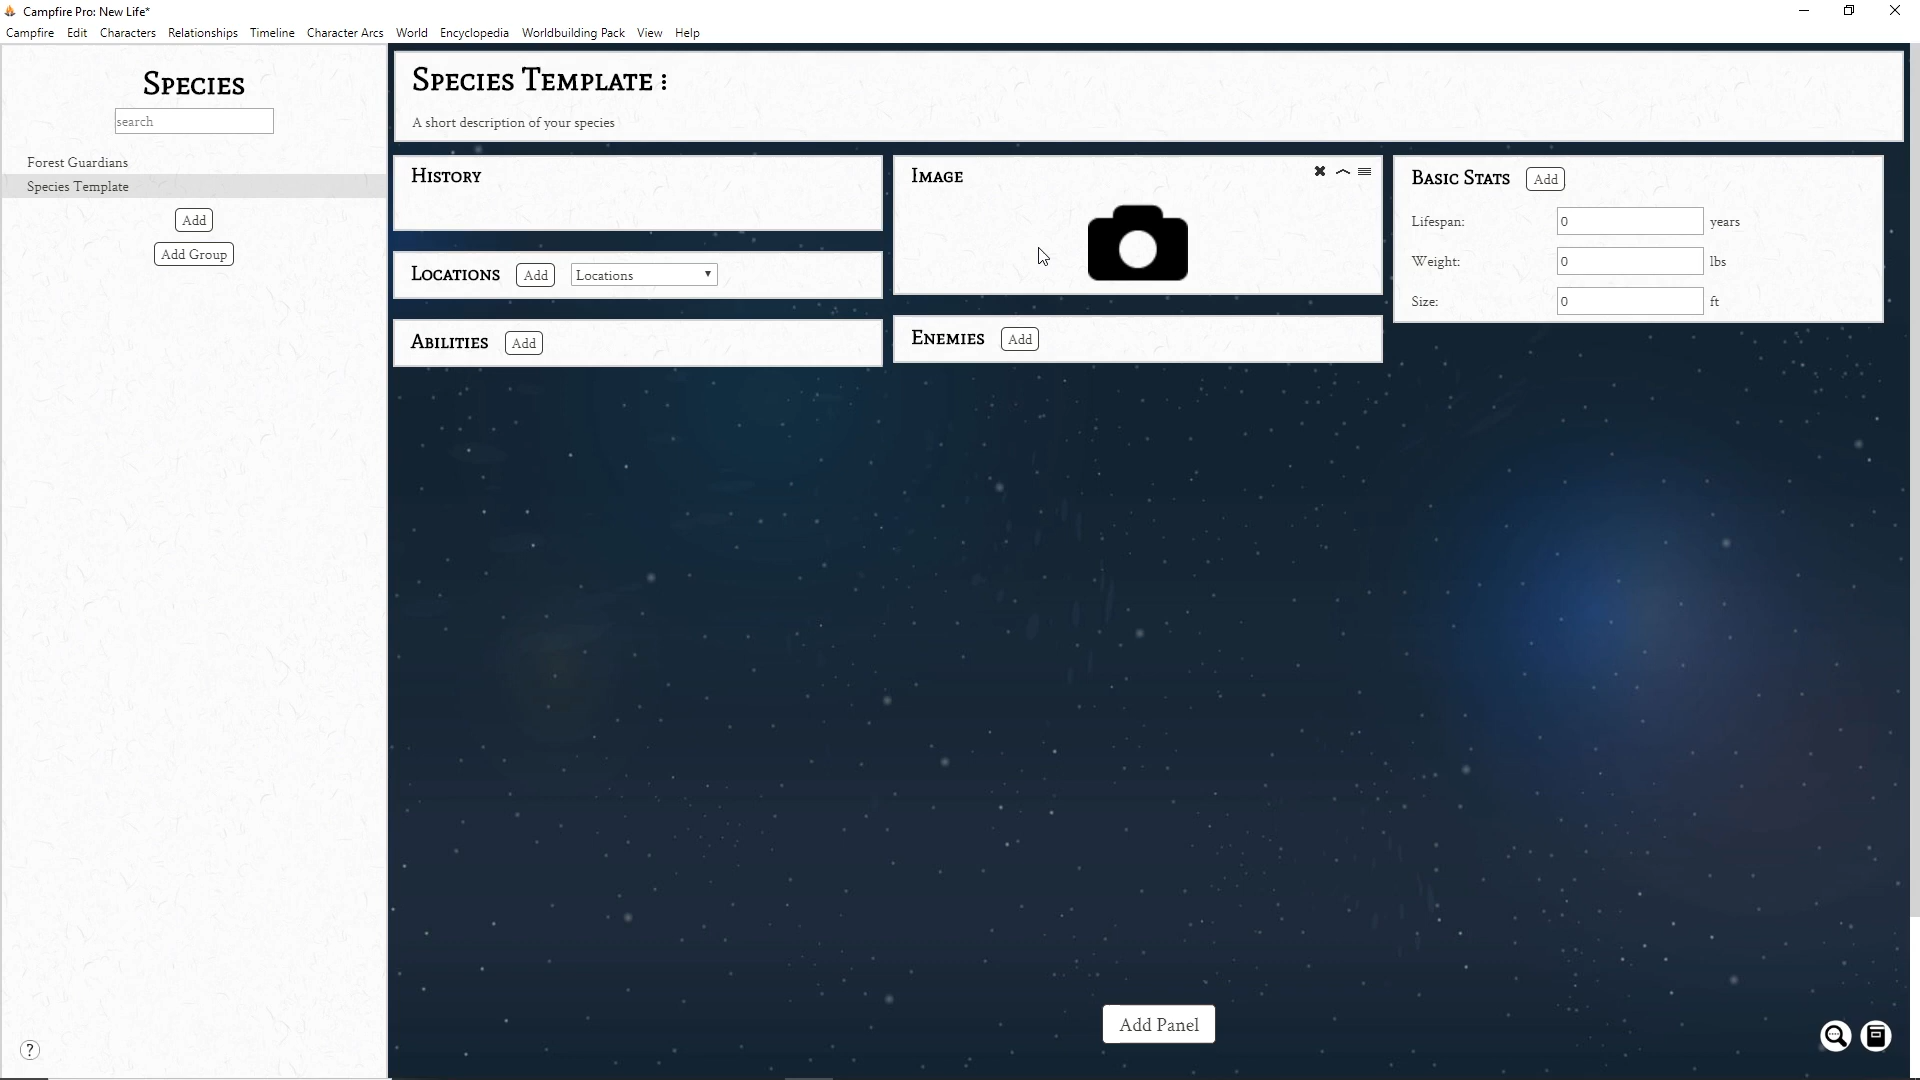 Campfire Pro: New Life*
Campfire Edit Characters Relationships Timeline Character Arcs World Encyclopedia Worldbuilding Pack View Help
Species
search
Forest Guardians
Species Template
Add
Add Group
?
Species Template :
A short description of your species
History
Locations Add Locations
Abilities Add
Image
Enemies Add
Basic Stats Add
Lifespan: 0 years
Weight: 0 lbs
Size: 0 ft
Add Panel